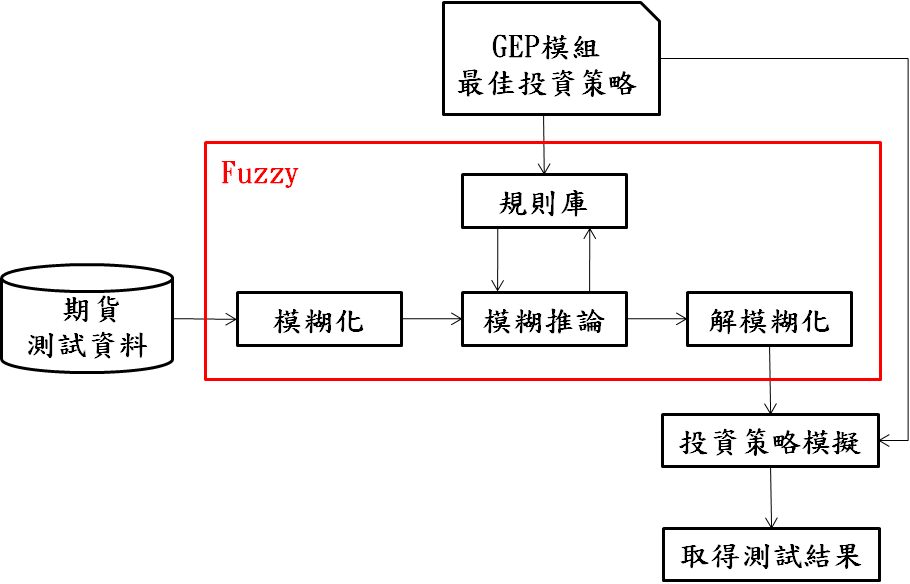 GEP模組
最佳投資策略
Fuzzy
規則庫
期貨
測試資料
模糊化
模糊推論
解模糊化
投資策略模擬
取得測試結果